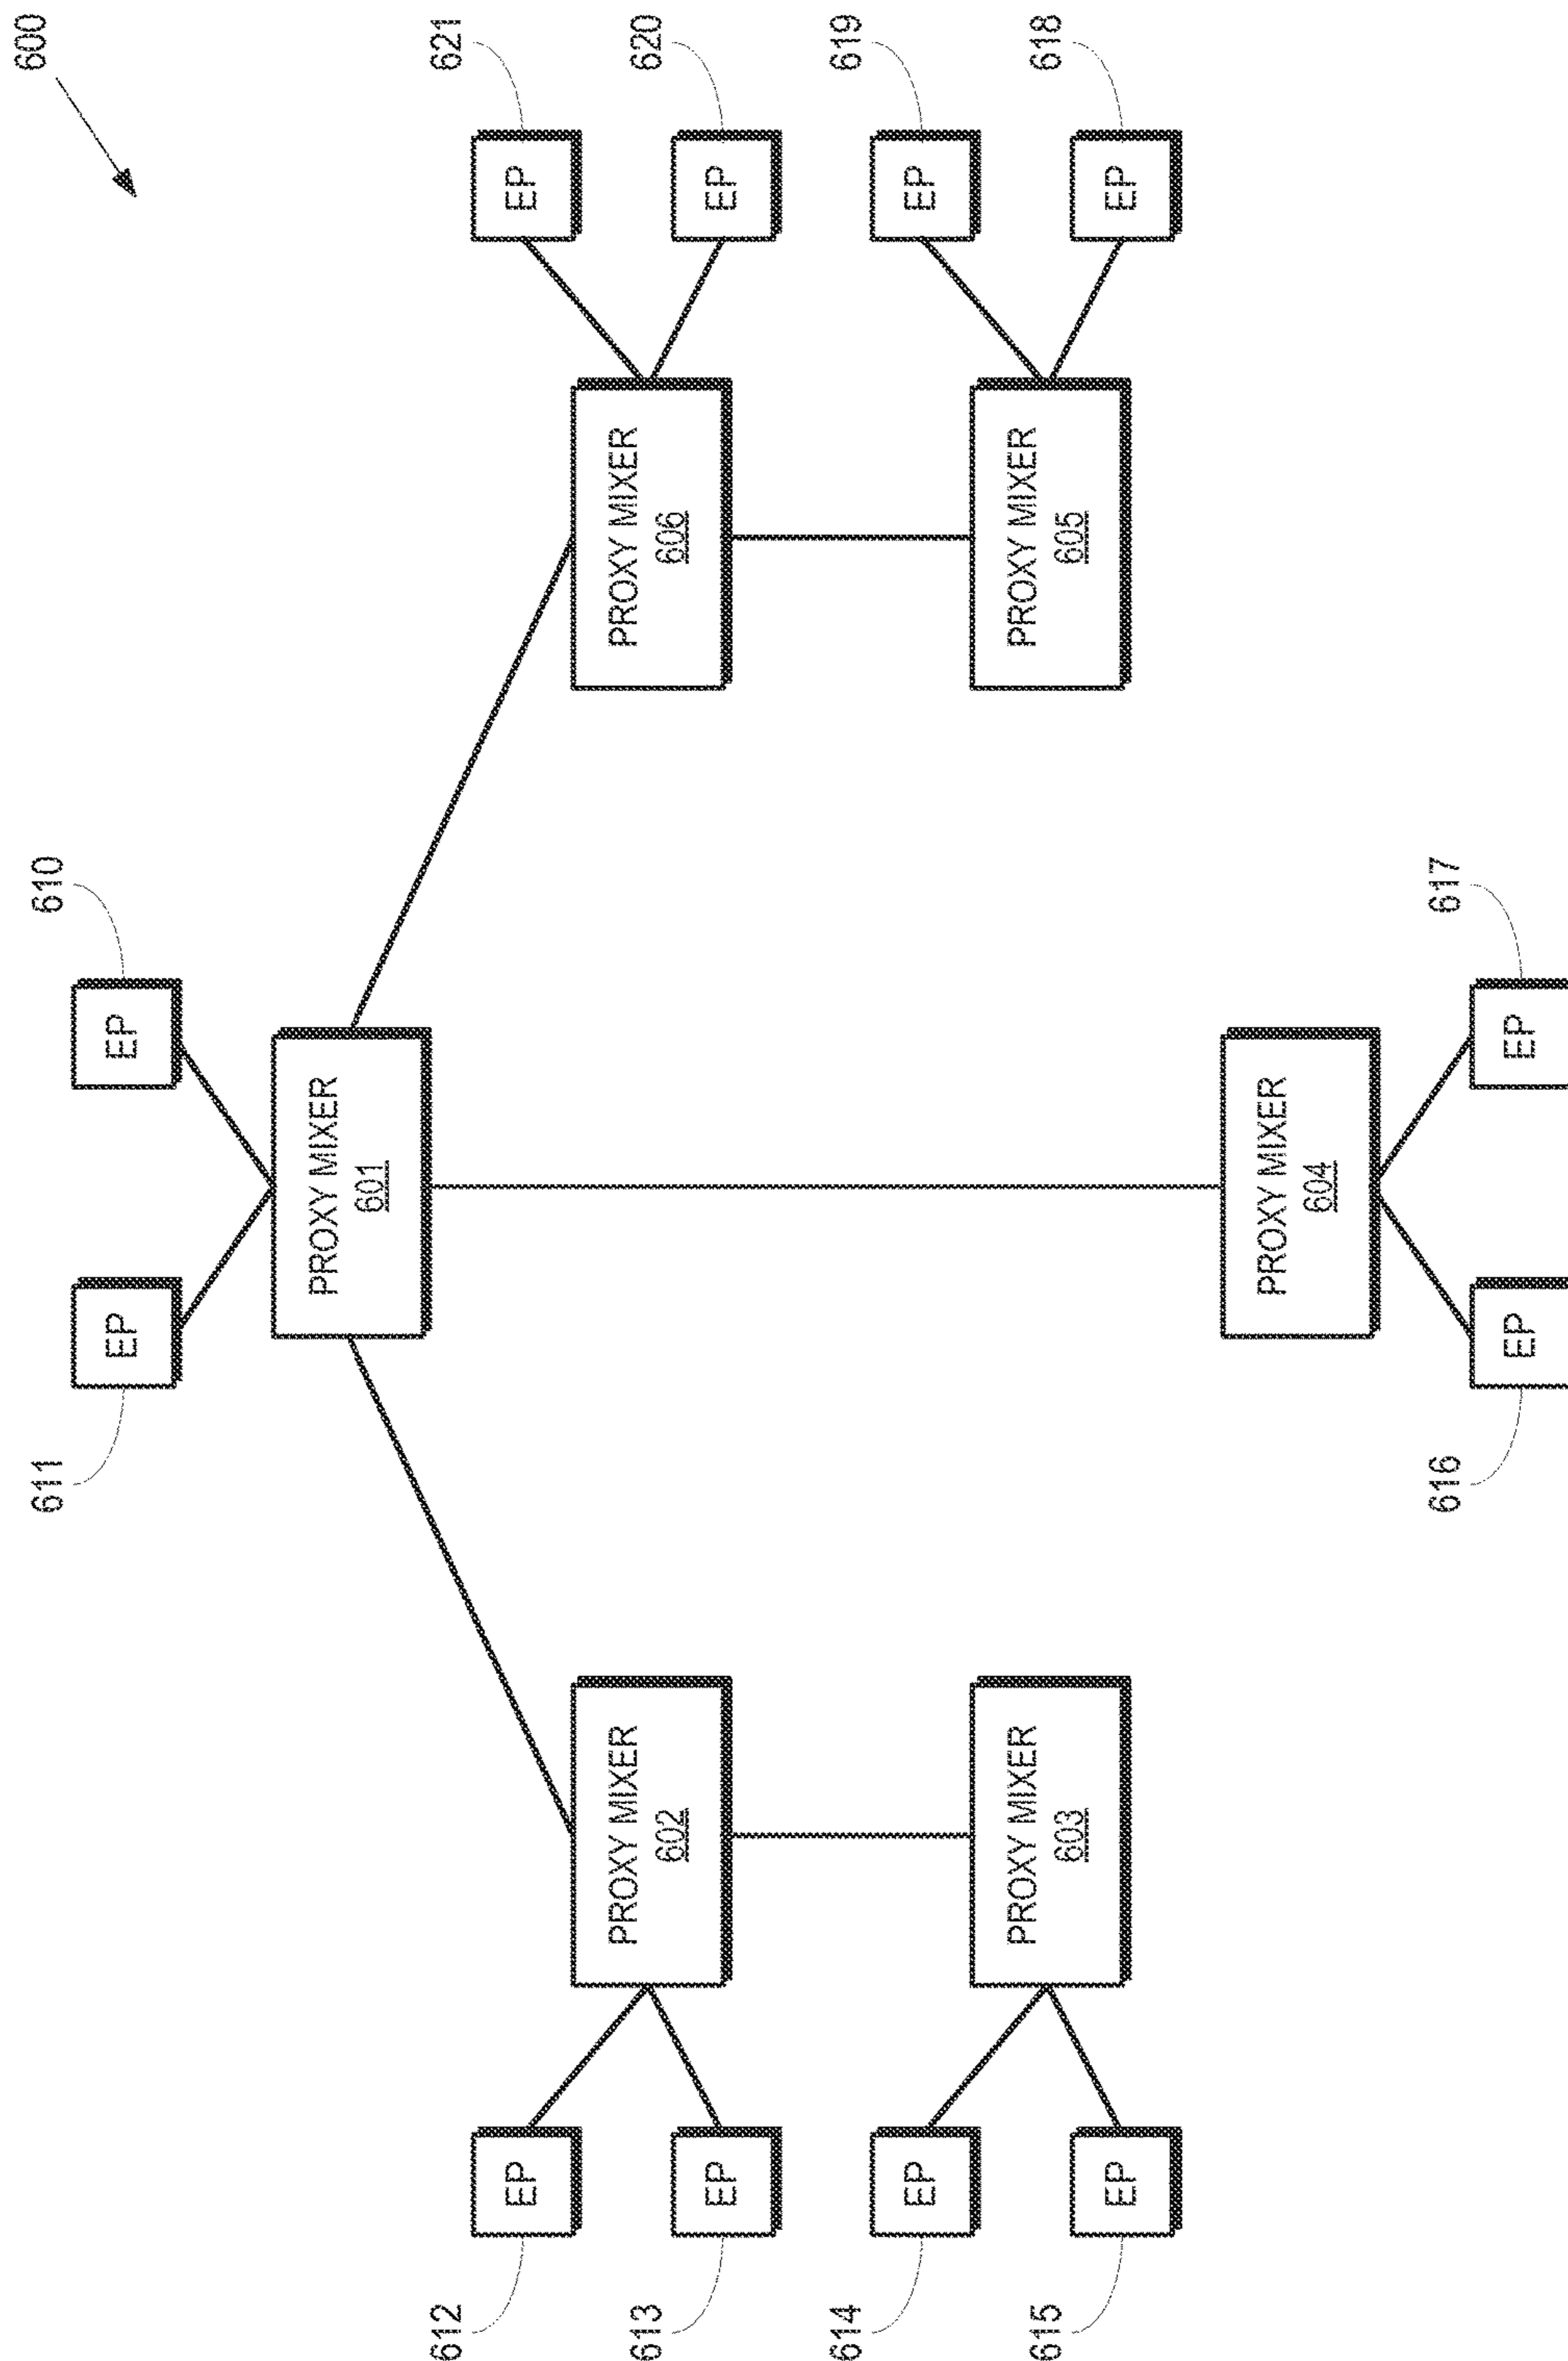 600
611
610
EP
EP
PROXY MIXER
601
612
EP
613
EP
PROXY MIXER
602
614
EP
615
EP
PROXY MIXER
603
PROXY MIXER
606
EP
621
EP
620
PROXY MIXER
605
EP
619
EP
618
PROXY MIXER
604
616
EP
617
EP